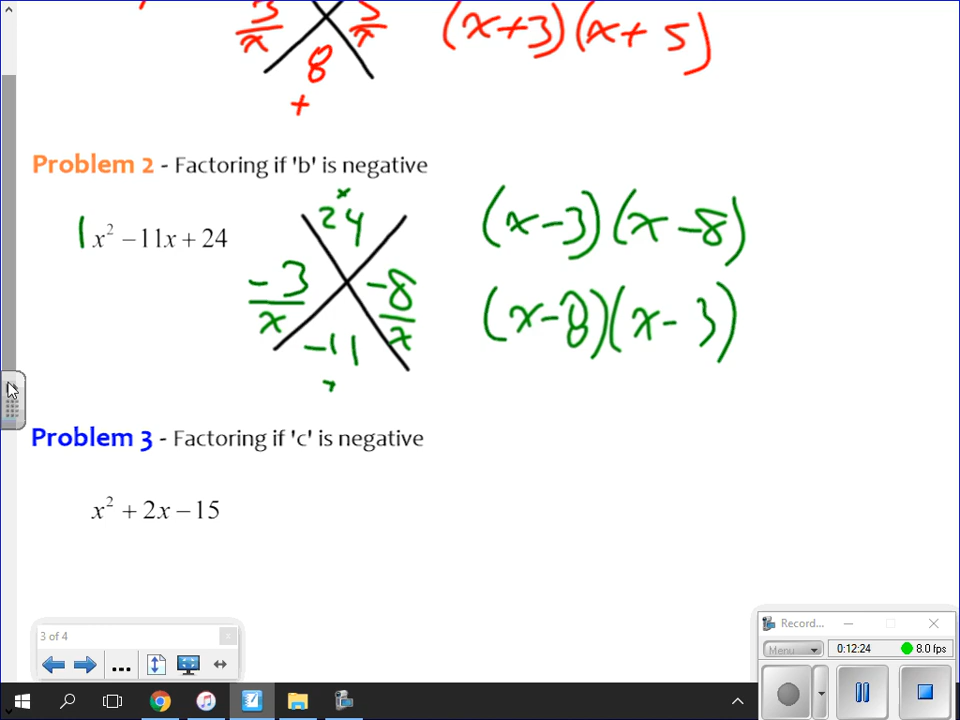 3/x 5/x (x+3)(x+5)
8
+
Problem 2 - Factoring if 'b' is negative
×
24
1x² − 11x + 24
-3/x -8/x
-11
+
(x-3)(x-8)
(x-8)(x-3)
Problem 3 - Factoring if 'c' is negative
x² + 2x − 15
3 of 4
...
Record...
Menu
0:12:24
8.0 fps